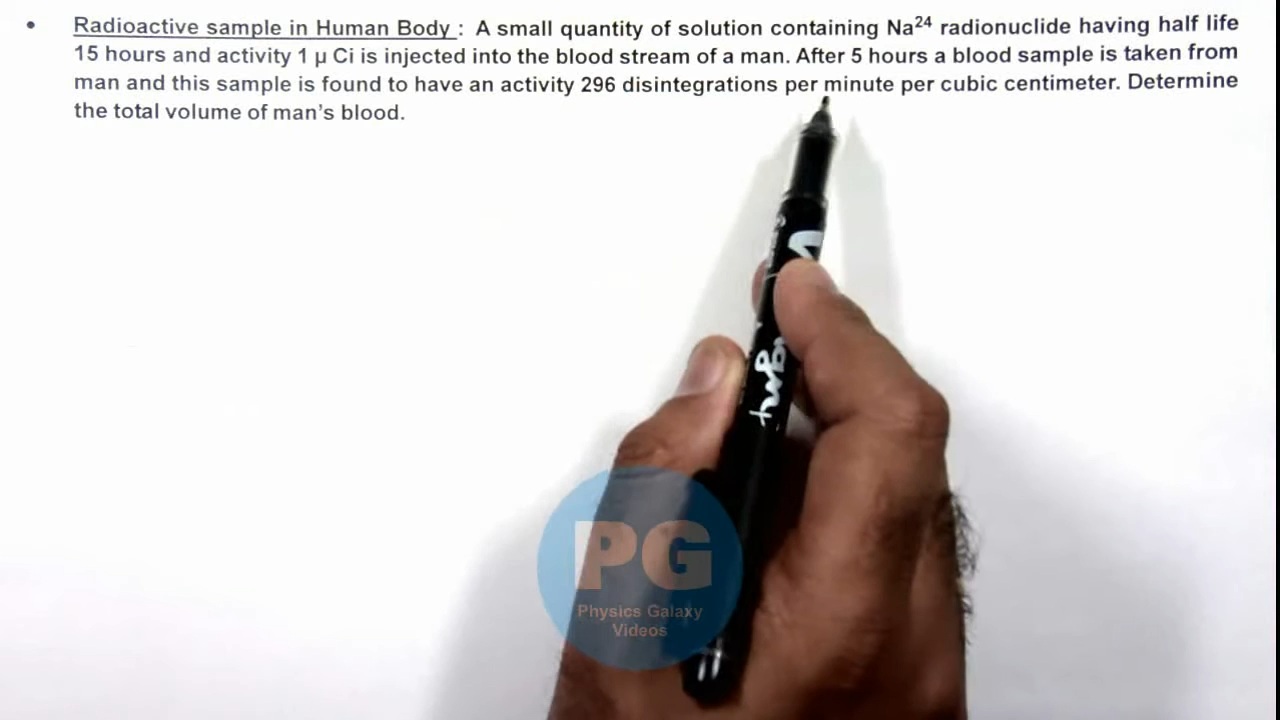 • Radioactive sample in Human Body : A small quantity of solution containing Na²⁴ radionuclide having half life
15 hours and activity 1 μ Ci is injected into the blood stream of a man. After 5 hours a blood sample is taken from
man and this sample is found to have an activity 296 disintegrations per minute per cubic centimeter. Determine
the total volume of man's blood.
PG
Physics Galaxy
Videos